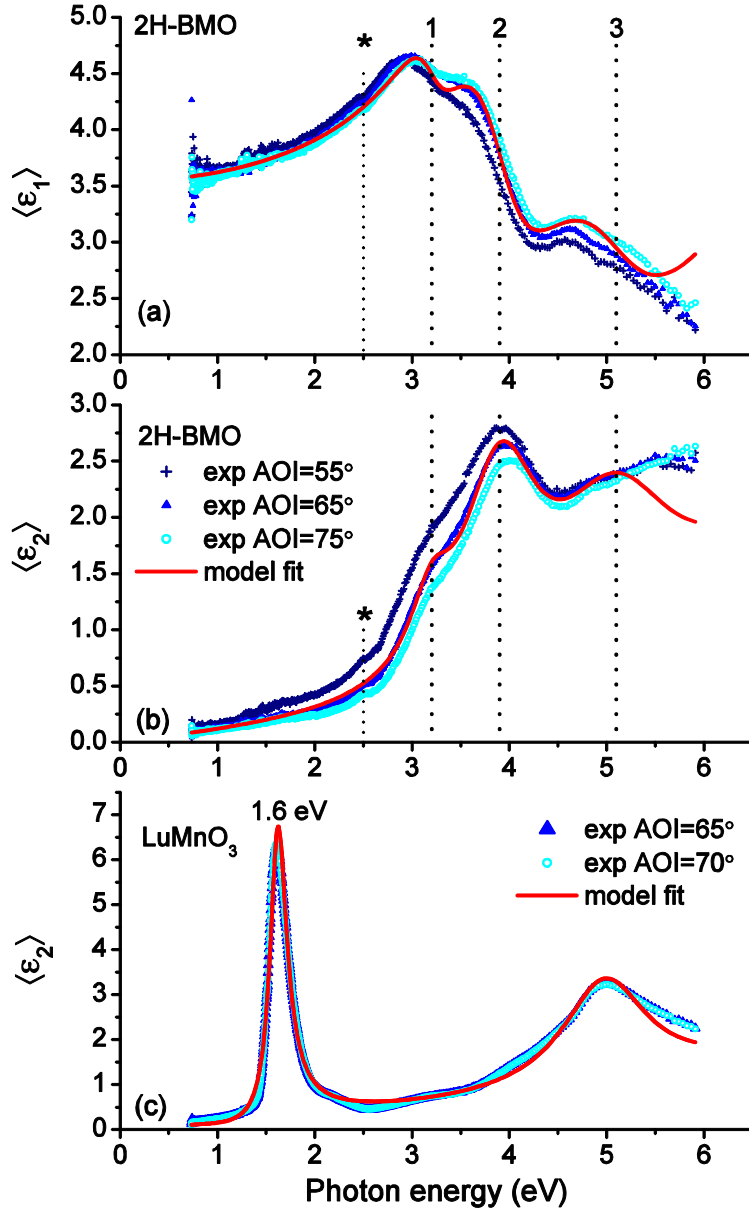 2H-BMO
*
1
2
3
5.0
4.5
4.0
3.5
3.0
2.5
2.0
⟨ε₁⟩
(a)
0 1 2 3 4 5 6
3.0
2.5
2.0
1.5
1.0
0.5
0.0
⟨ε₂⟩
2H-BMO
exp AOI=55°
exp AOI=65°
exp AOI=75°
model fit
*
(b)
0 1 2 3 4 5 6
7
6
5
4
3
2
1
0
⟨ε₂⟩
1.6 eV
LuMnO₃
exp AOI=65°
exp AOI=70°
model fit
(c)
0 1 2 3 4 5 6
Photon energy (eV)